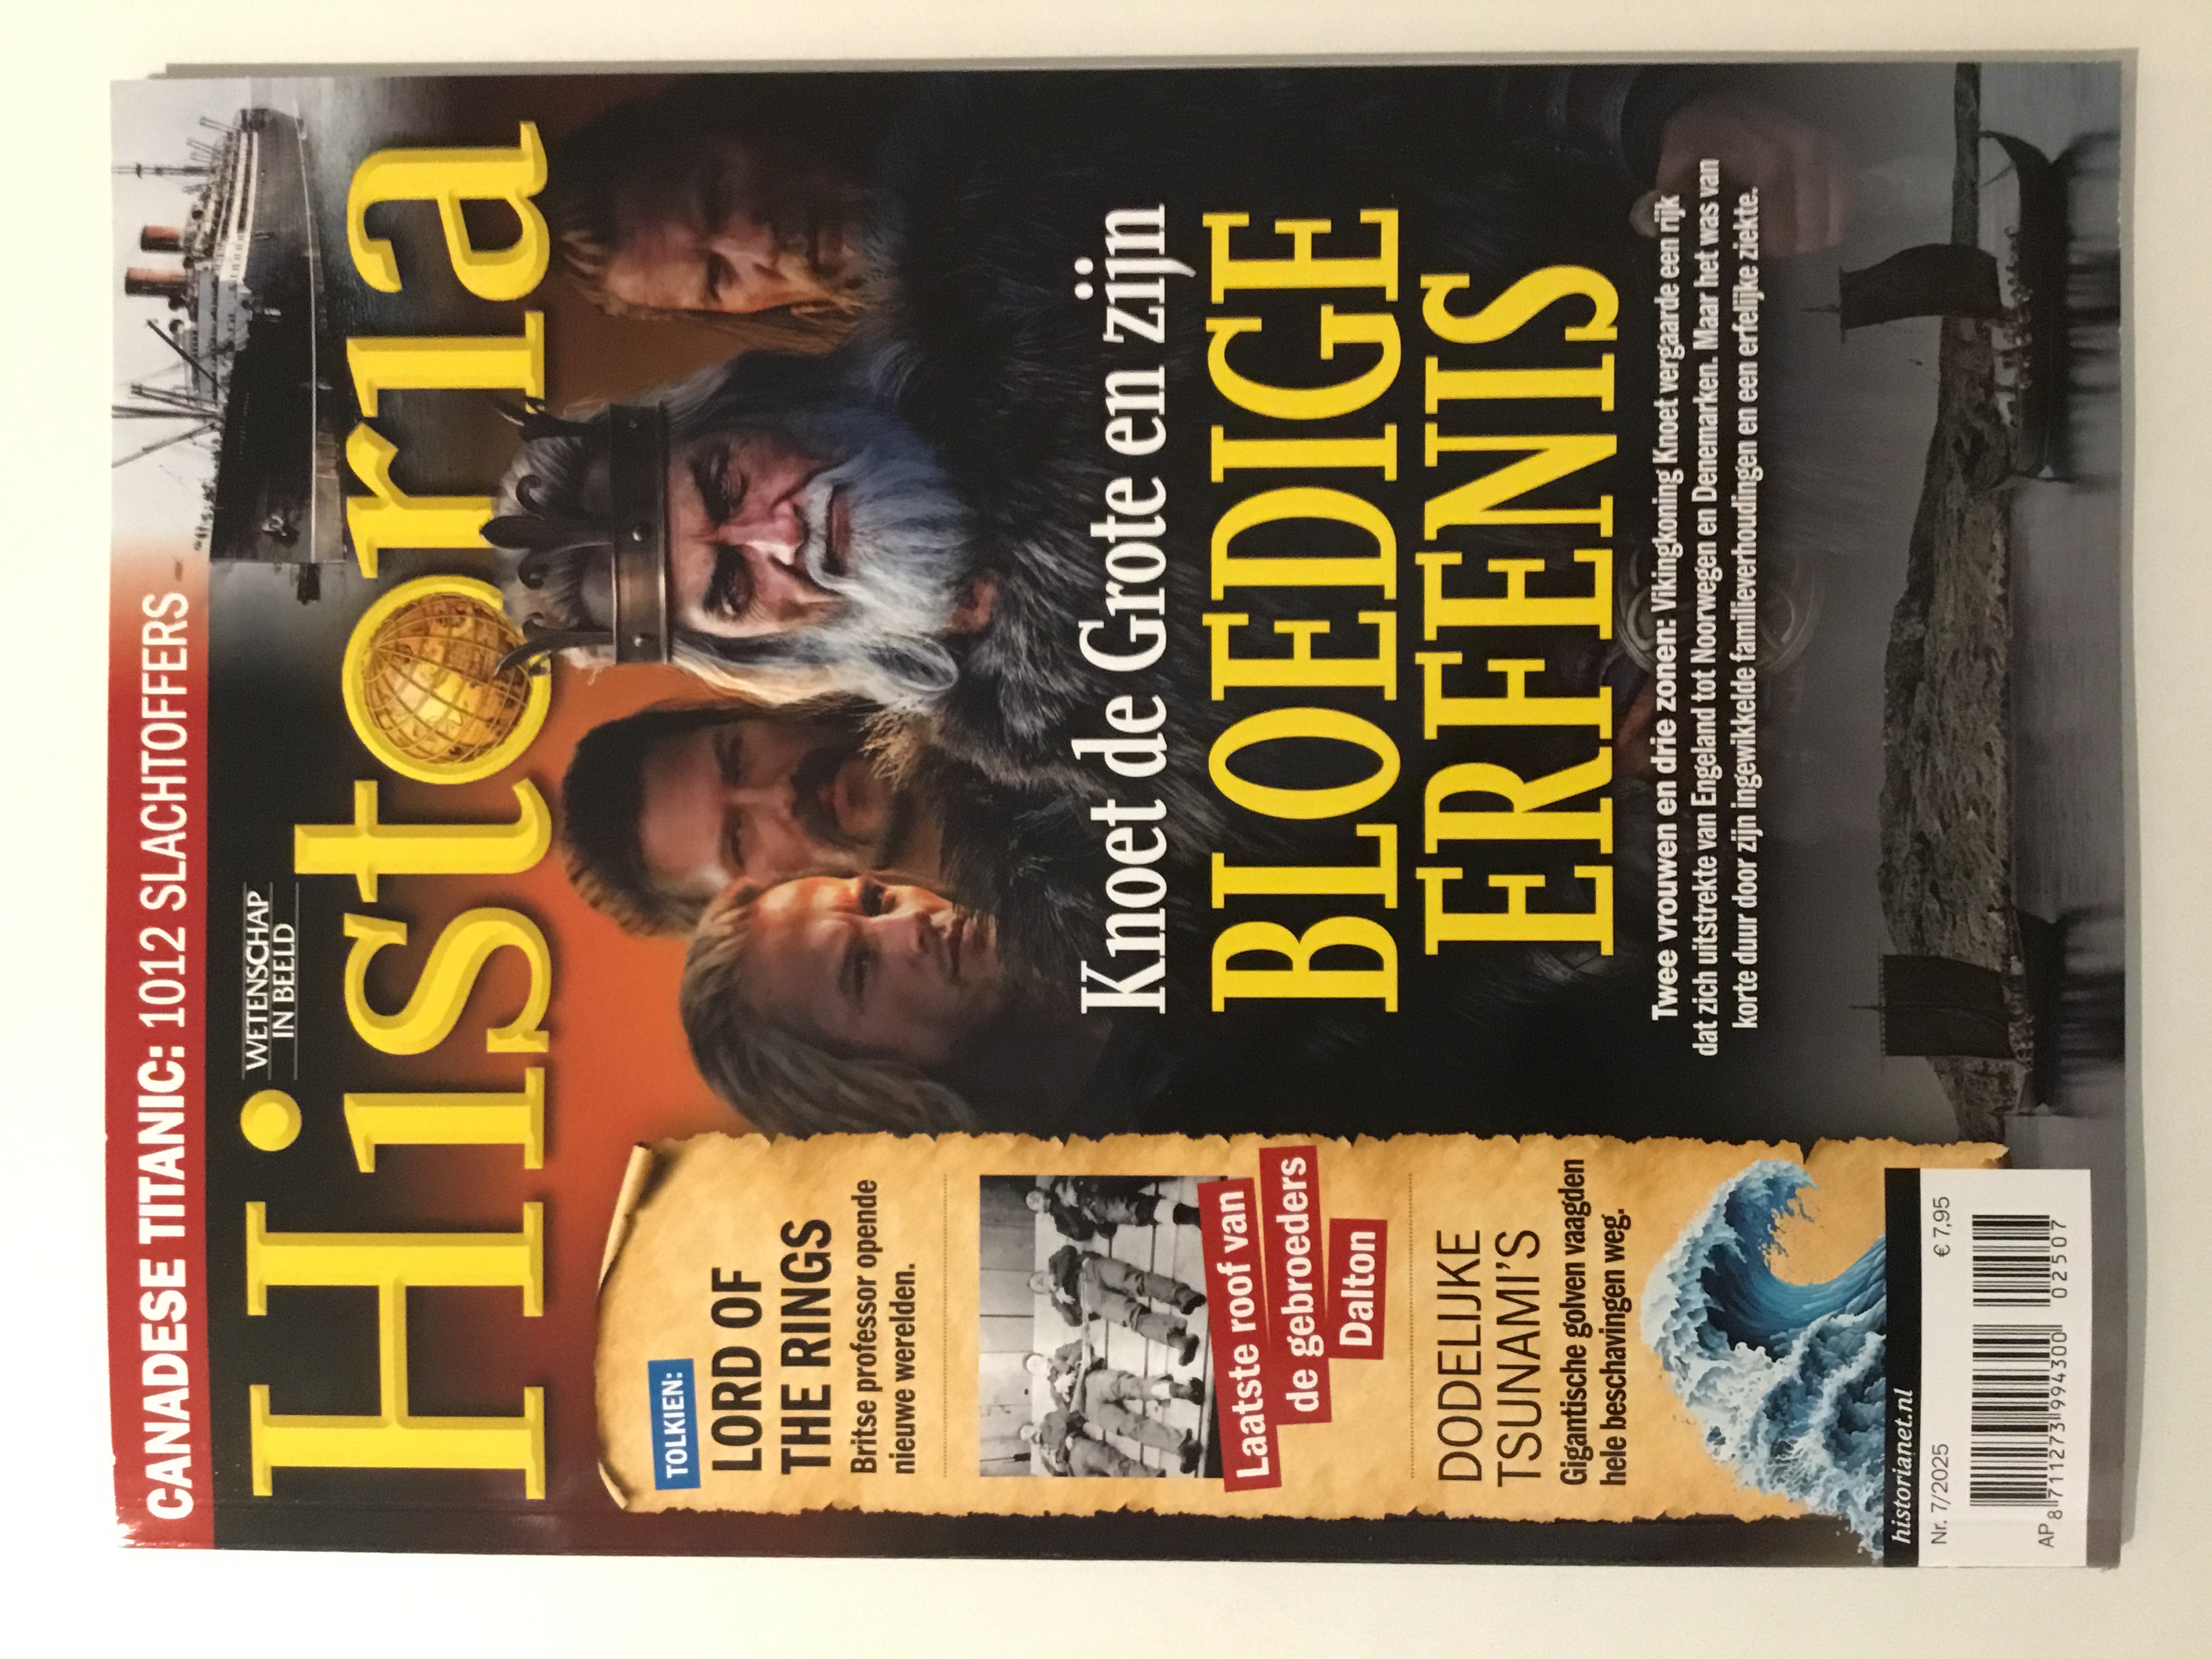 CANADESE TITANIC: 1012 SLACHTOFFERS
WETENSCHAP
IN BEELD
Historia
TOLKIEN:
LORD OF
THE RINGS
Britse professor opende
nieuwe werelden.
Laatste roof van
de gebroeders
Dalton
DODELIJKE
TSUNAMI'S
Gigantische golven vaagden
hele beschavingen weg.
Knoet de Grote en zijn
BLOEDIGE
ERFENIS
Twee vrouwen en drie zonen: Vikingkoning Knoet vergaarde een rijk
dat zich uitstrekte van Engeland tot Noorwegen en Denemarken. Maar het was van
korte duur door zijn ingewikkelde familieverhoudingen en een erfelijke ziekte.
historianet.nl
Nr. 7/2025 € 7,95
AP 8 711273 994300 02507